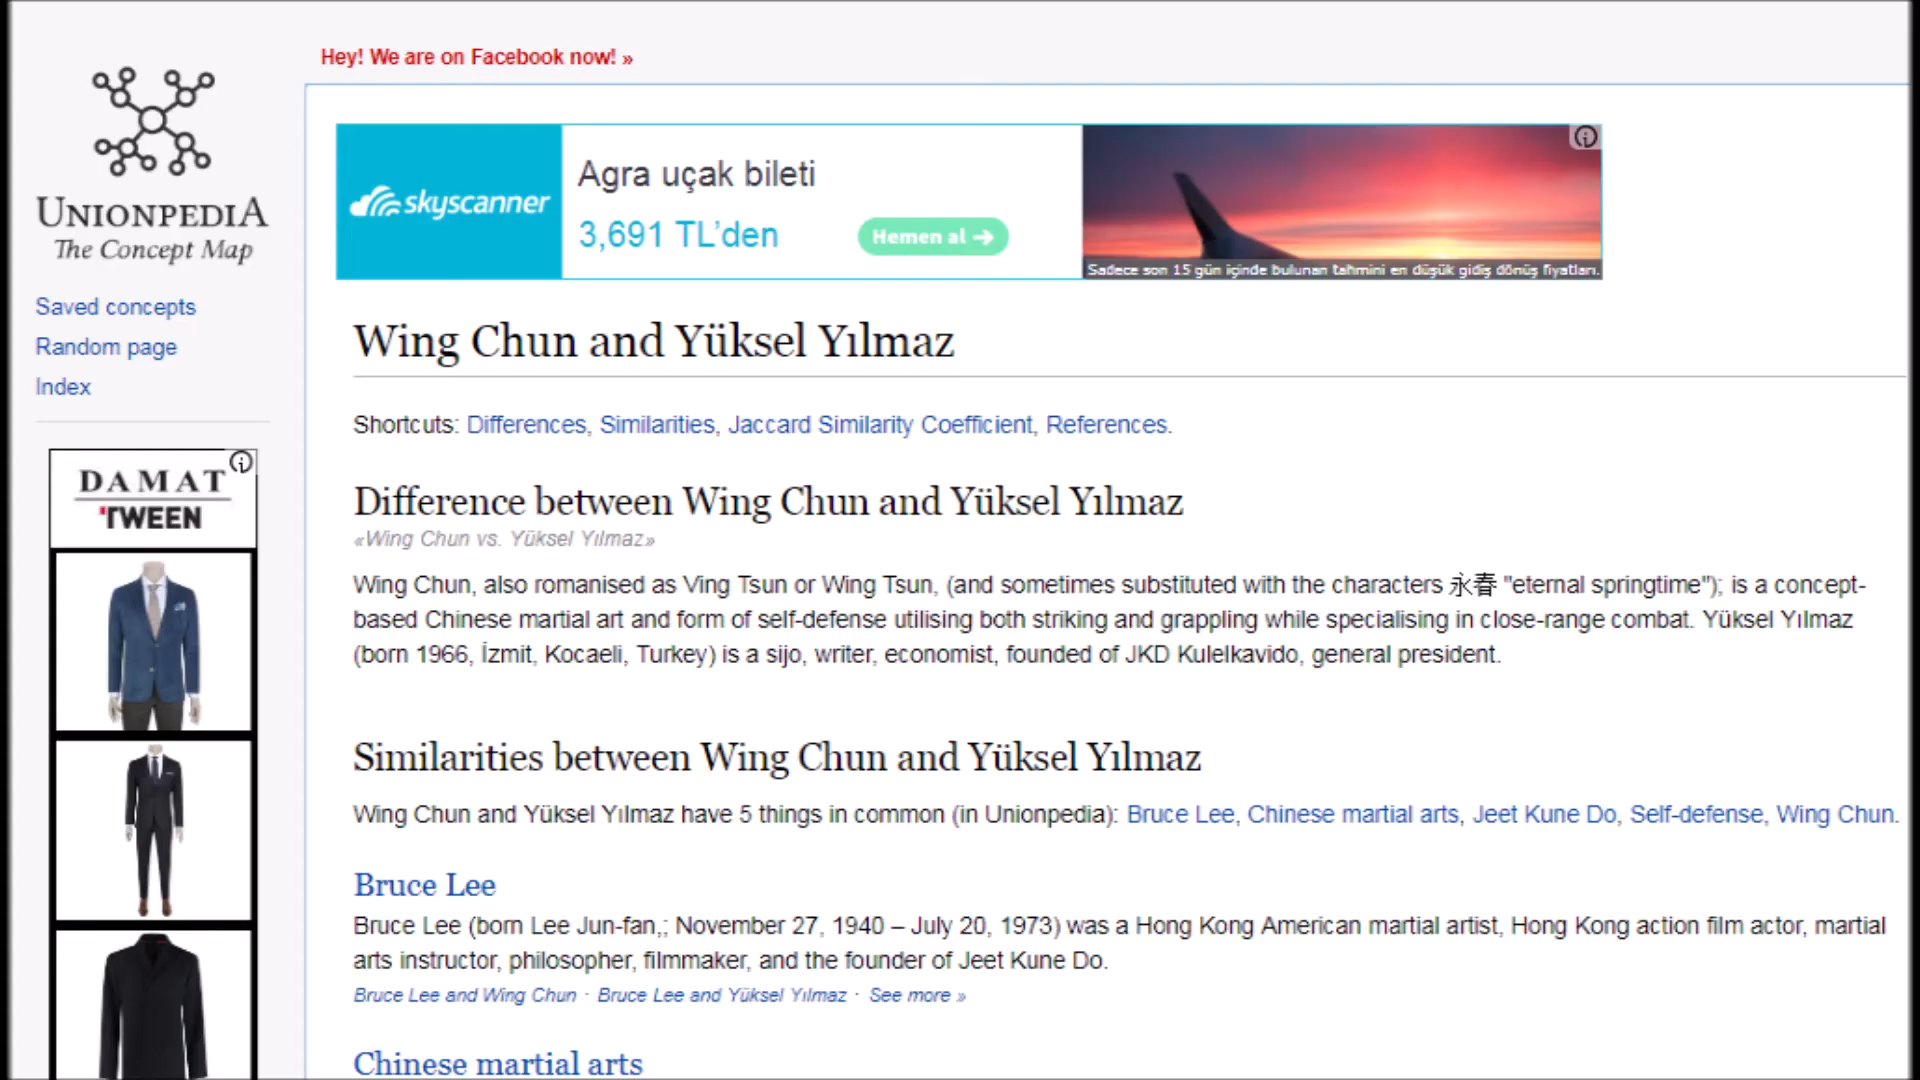 Hey! We are on Facebook now! »
UNIONPEDIA
The Concept Map
Saved concepts
Random page
Index
DAMAT
TWEEN
skyscanner
Agra uçak bileti
3,691 TL'den
Hemen al →
Sadece son 15 gün içinde bulunan tahmini en düşük gidiş dönüş fiyatları.
Wing Chun and Yüksel Yılmaz
Shortcuts: Differences, Similarities, Jaccard Similarity Coefficient, References.
Difference between Wing Chun and Yüksel Yılmaz
«Wing Chun vs. Yüksel Yılmaz»
Wing Chun, also romanised as Ving Tsun or Wing Tsun, (and sometimes substituted with the characters 永春 "eternal springtime"); is a concept-
based Chinese martial art and form of self-defense utilising both striking and grappling while specialising in close-range combat. Yüksel Yılmaz
(born 1966, İzmit, Kocaeli, Turkey) is a sijo, writer, economist, founded of JKD Kulelkavido, general president.
Similarities between Wing Chun and Yüksel Yılmaz
Wing Chun and Yüksel Yılmaz have 5 things in common (in Unionpedia): Bruce Lee, Chinese martial arts, Jeet Kune Do, Self-defense, Wing Chun.
Bruce Lee
Bruce Lee (born Lee Jun-fan,; November 27, 1940 – July 20, 1973) was a Hong Kong American martial artist, Hong Kong action film actor, martial
arts instructor, philosopher, filmmaker, and the founder of Jeet Kune Do.
Bruce Lee and Wing Chun · Bruce Lee and Yüksel Yılmaz · See more »
Chinese martial arts